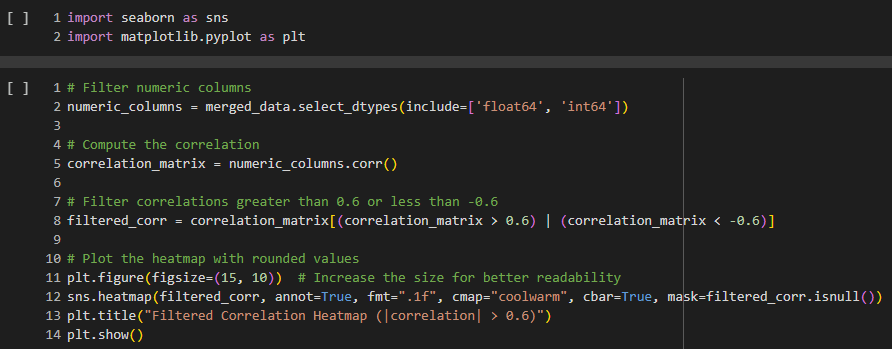 [ ] 1 import seaborn as sns
2 import matplotlib.pyplot as plt
[ ] 1 # Filter numeric columns
2 numeric_columns = merged_data.select_dtypes(include=['float64', 'int64'])
3
4 # Compute the correlation
5 correlation_matrix = numeric_columns.corr()
6
7 # Filter correlations greater than 0.6 or less than -0.6
8 filtered_corr = correlation_matrix[(correlation_matrix > 0.6) | (correlation_matrix < -0.6)]
9
10 # Plot the heatmap with rounded values
11 plt.figure(figsize=(15, 10))  # Increase the size for better readability
12 sns.heatmap(filtered_corr, annot=True, fmt=".1f", cmap="coolwarm", cbar=True, mask=filtered_corr.isnull())
13 plt.title("Filtered Correlation Heatmap (|correlation| > 0.6)")
14 plt.show()